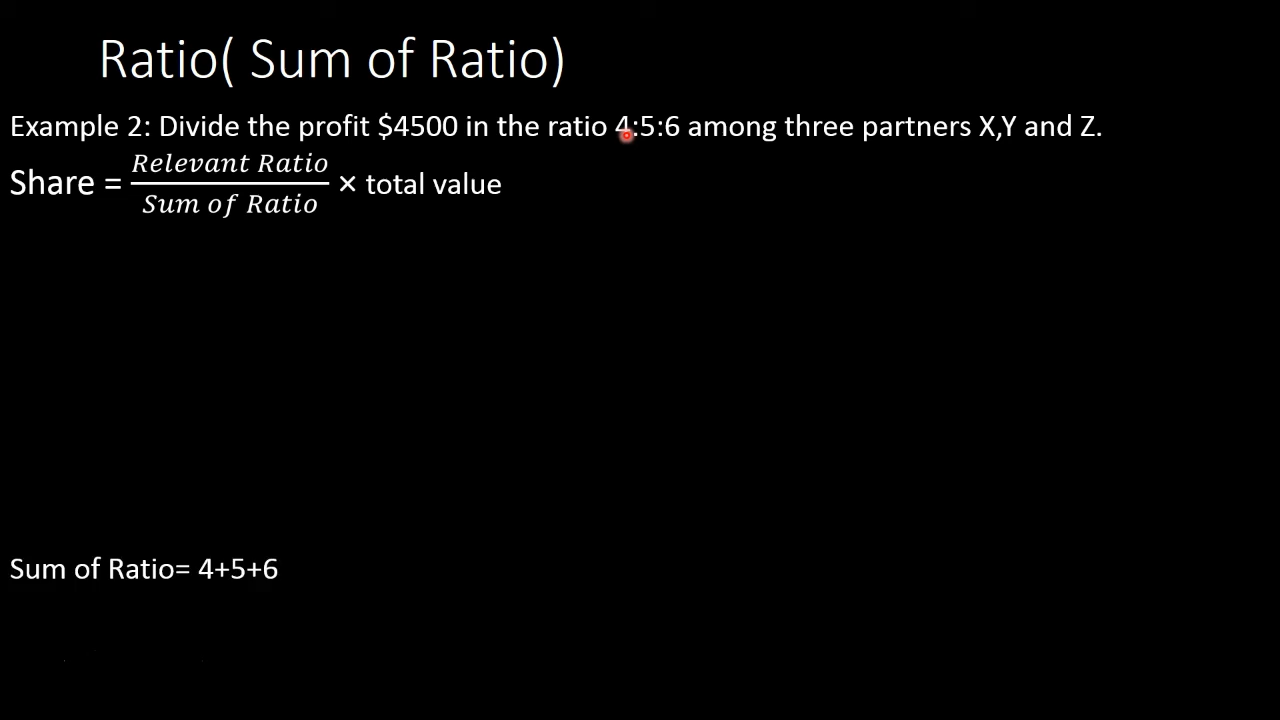 Ratio( Sum of Ratio)
Example 2: Divide the profit $4500 in the ratio 4:5:6 among three partners X,Y and Z.
Share = Relevant Ratio / Sum of Ratio × total value
Sum of Ratio= 4+5+6